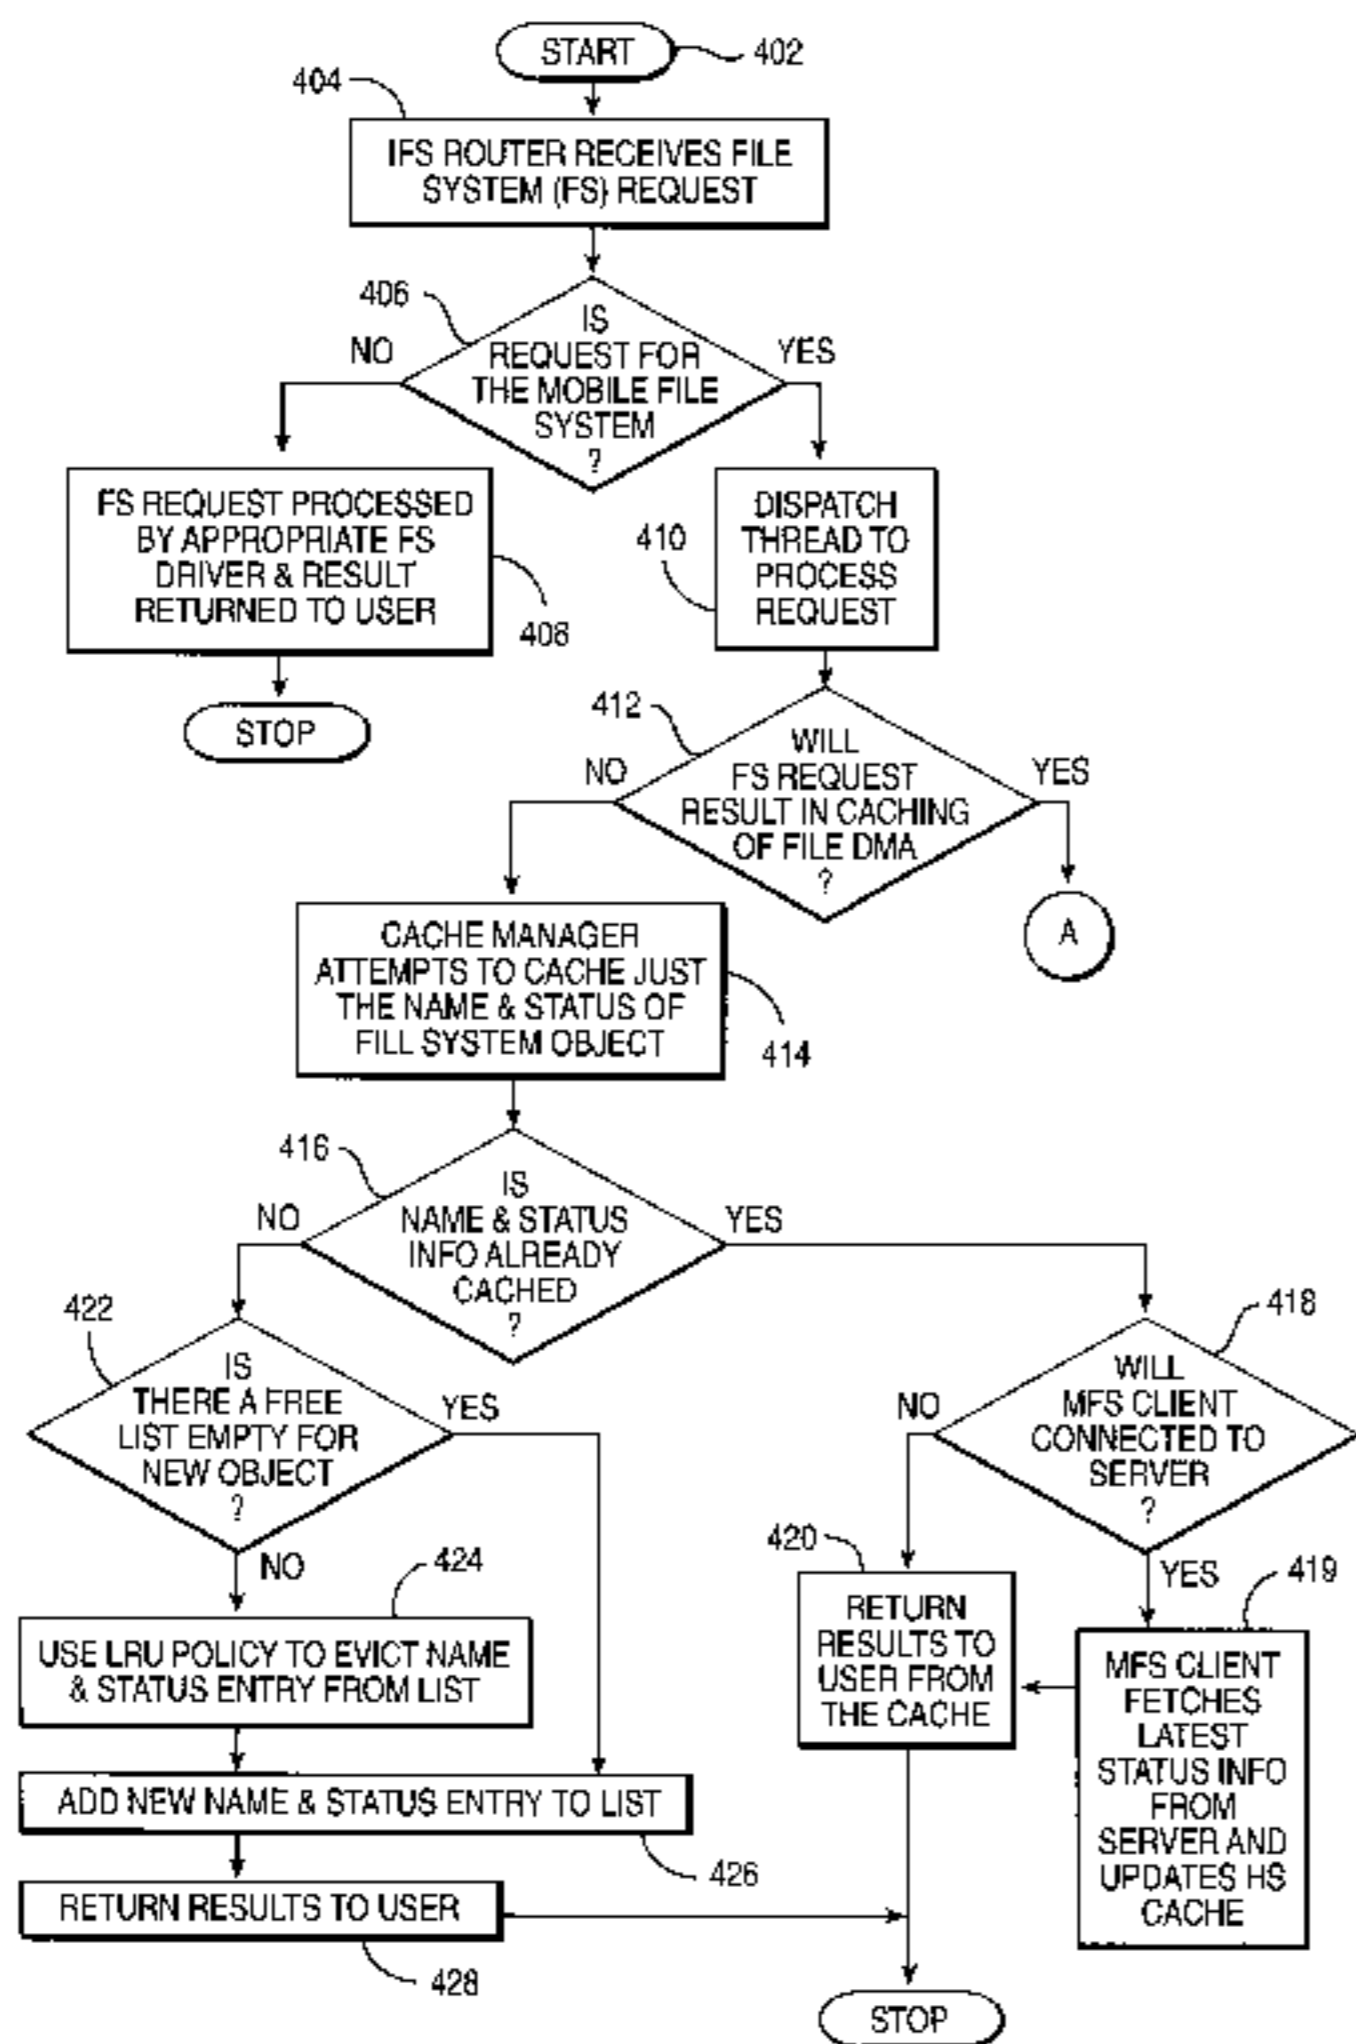 START
402
404
IFS ROUTER RECEIVES FILE
SYSTEM (FS) REQUEST
406
IS
REQUEST FOR
THE MOBILE FILE
SYSTEM
?
NO
YES
FS REQUEST PROCESSED
BY APPROPRIATE FS
DRIVER & RESULT
RETURNED TO USER
408
STOP
DISPATCH
THREAD TO
PROCESS
REQUEST
410
412
WILL
FS REQUEST
RESULT IN CACHING
OF FILE DMA
?
NO
YES
A
CACHE MANAGER
ATTEMPTS TO CACHE JUST
THE NAME & STATUS OF
FILL SYSTEM OBJECT
414
416
IS
NAME & STATUS
INFO ALREADY
CACHED
?
NO
YES
422
IS
THERE A FREE
LIST EMPTY FOR
NEW OBJECT
?
YES
NO
418
WILL
MFS CLIENT
CONNECTED TO
SERVER
?
NO
YES
424
USE LRU POLICY TO EVICT NAME
& STATUS ENTRY FROM LIST
420
RETURN
RESULTS TO
USER FROM
THE CACHE
419
MFS CLIENT
FETCHES
LATEST
STATUS INFO
FROM
SERVER AND
UPDATES HS
CACHE
ADD NEW NAME & STATUS ENTRY TO LIST
426
RETURN RESULTS TO USER
428
STOP